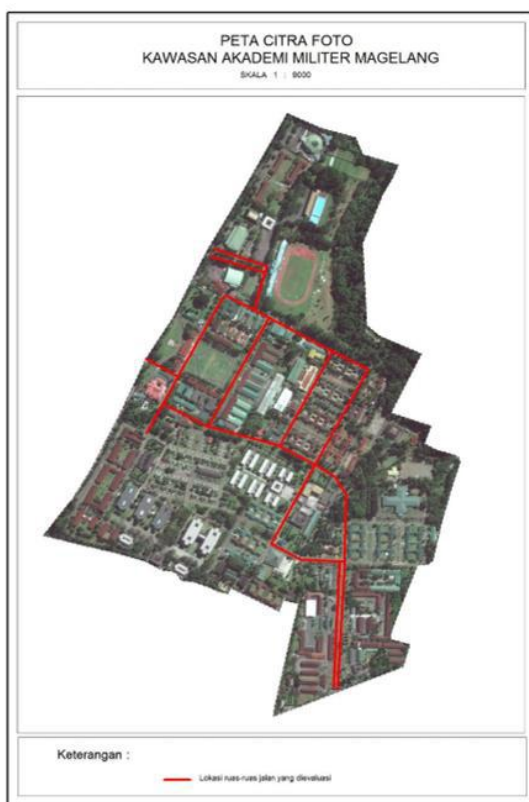 PETA CITRA FOTO
KAWASAN AKADEMI MILITER MAGELANG
SKALA 1 : 8000
Keterangan :
Lokasi ruas-ruas jalan yang dievaluasi